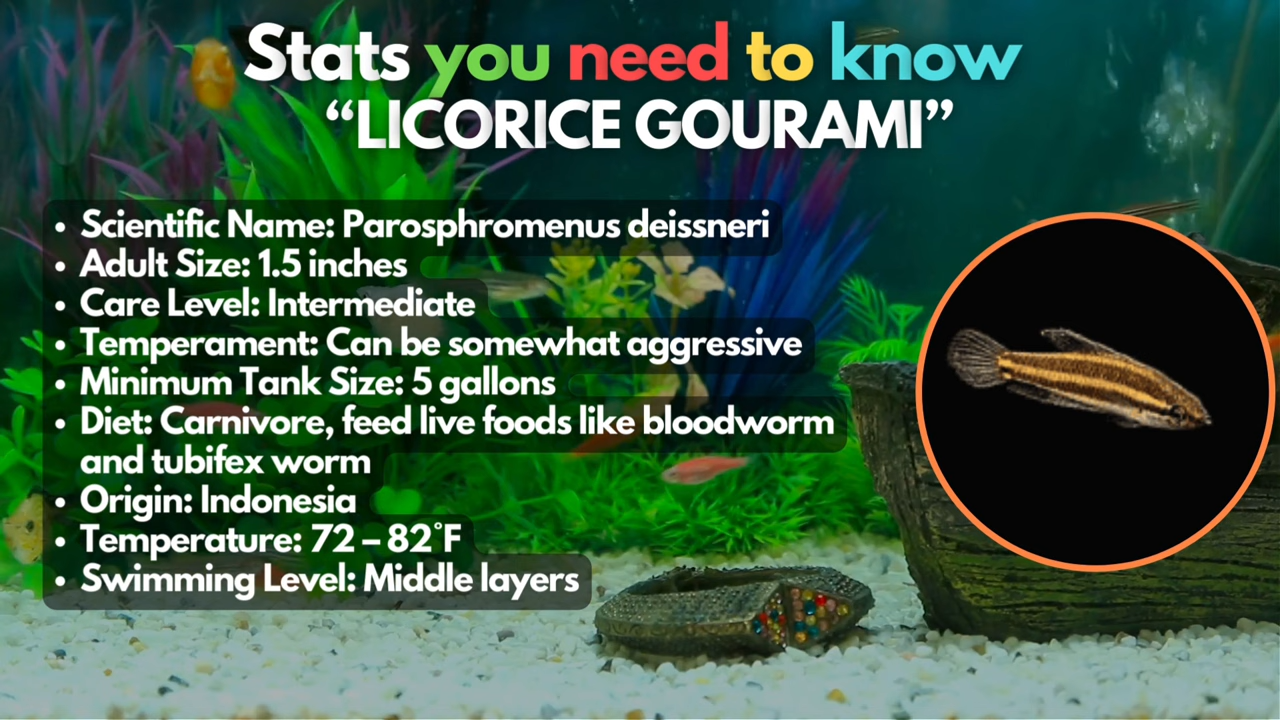 Stats you need to know
“LICORICE GOURAMI”
• Scientific Name: Parosphromenus deissneri
• Adult Size: 1.5 inches
• Care Level: Intermediate
• Temperament: Can be somewhat aggressive
• Minimum Tank Size: 5 gallons
• Diet: Carnivore, feed live foods like bloodworm
and tubifex worm
• Origin: Indonesia
• Temperature: 72 – 82°F
• Swimming Level: Middle layers